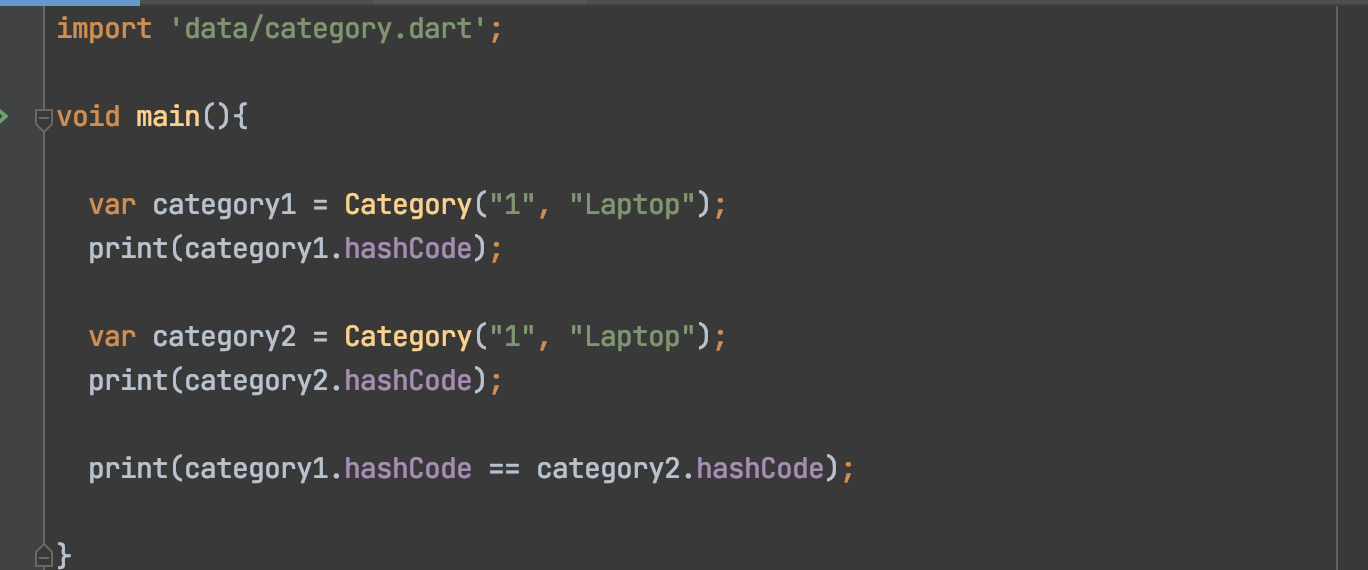 import 'data/category.dart';
void main(){
var category1 = Category("1", "Laptop");
print(category1.hashCode);
var category2 = Category("1", "Laptop");
print(category2.hashCode);
print(category1.hashCode == category2.hashCode);
}